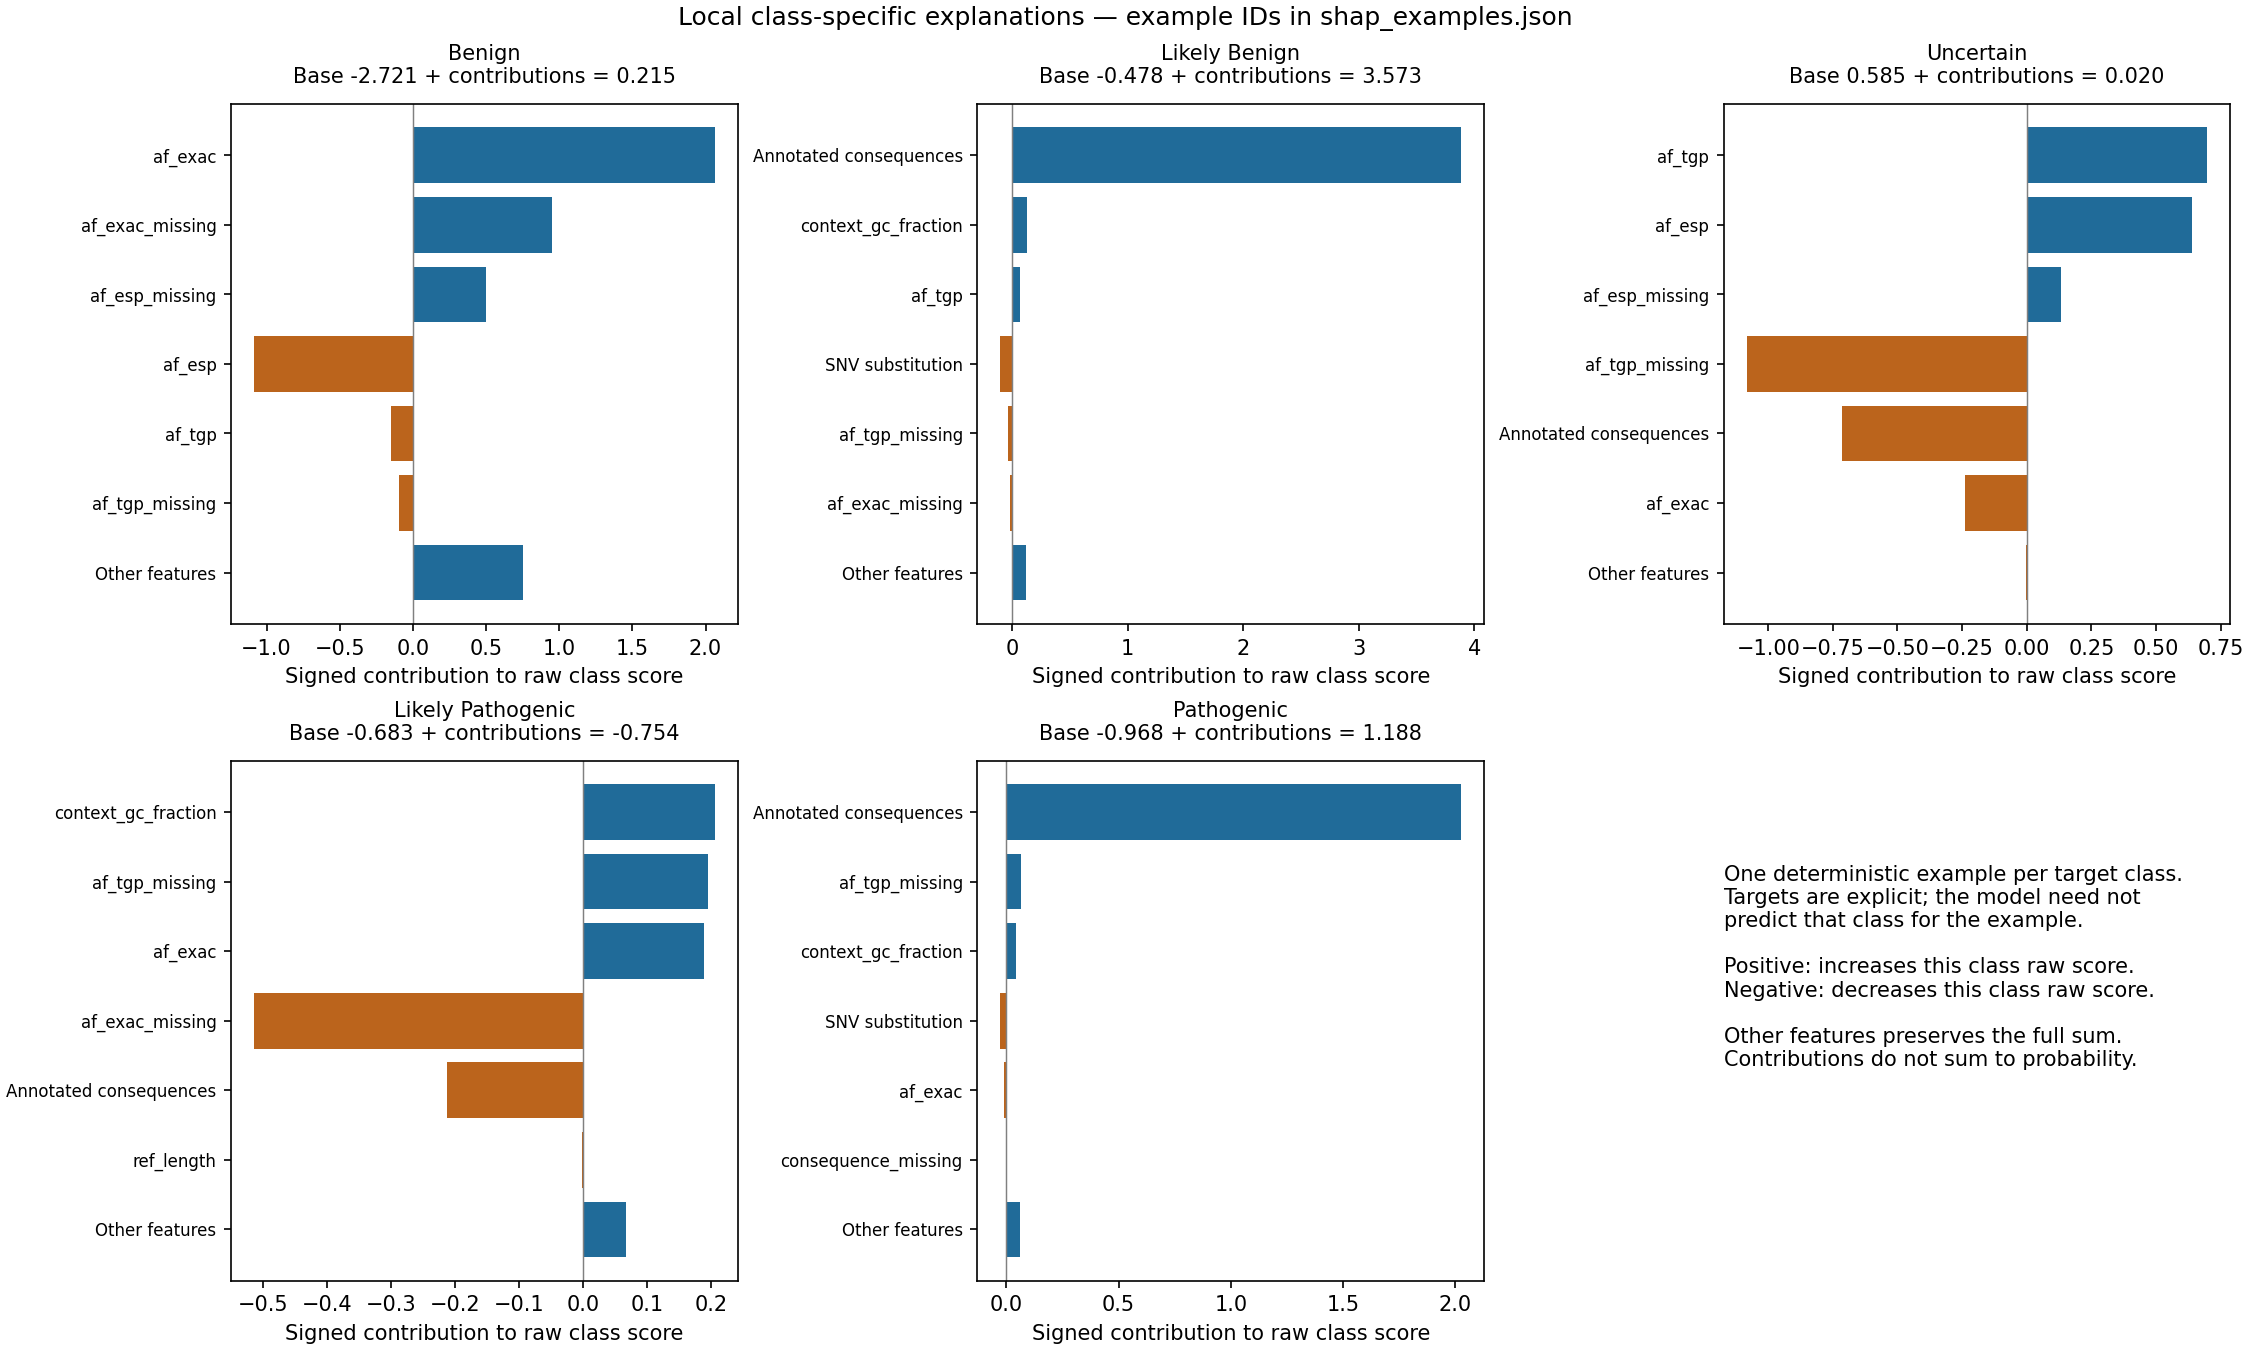 Local class-specific explanations — example IDs in shap_examples.json
Benign
Base -2.721 + contributions = 0.215
af_exac
af_exac_missing
af_esp_missing
af_esp
af_tgp
af_tgp_missing
Other features
−1.0 −0.5 0.0 0.5 1.0 1.5 2.0
Signed contribution to raw class score
Likely Benign
Base -0.478 + contributions = 3.573
Annotated consequences
context_gc_fraction
af_tgp
SNV substitution
af_tgp_missing
af_exac_missing
Other features
0 1 2 3 4
Signed contribution to raw class score
Uncertain
Base 0.585 + contributions = 0.020
af_tgp
af_esp
af_esp_missing
af_tgp_missing
Annotated consequences
af_exac
Other features
−1.00 −0.75 −0.50 −0.25 0.00 0.25 0.50 0.75
Signed contribution to raw class score
Likely Pathogenic
Base -0.683 + contributions = -0.754
context_gc_fraction
af_tgp_missing
af_exac
af_exac_missing
Annotated consequences
ref_length
Other features
−0.5 −0.4 −0.3 −0.2 −0.1 0.0 0.1 0.2
Signed contribution to raw class score
Pathogenic
Base -0.968 + contributions = 1.188
Annotated consequences
af_tgp_missing
context_gc_fraction
SNV substitution
af_exac
consequence_missing
Other features
0.0 0.5 1.0 1.5 2.0
Signed contribution to raw class score
One deterministic example per target class.
Targets are explicit; the model need not
predict that class for the example.
Positive: increases this class raw score.
Negative: decreases this class raw score.
Other features preserves the full sum.
Contributions do not sum to probability.